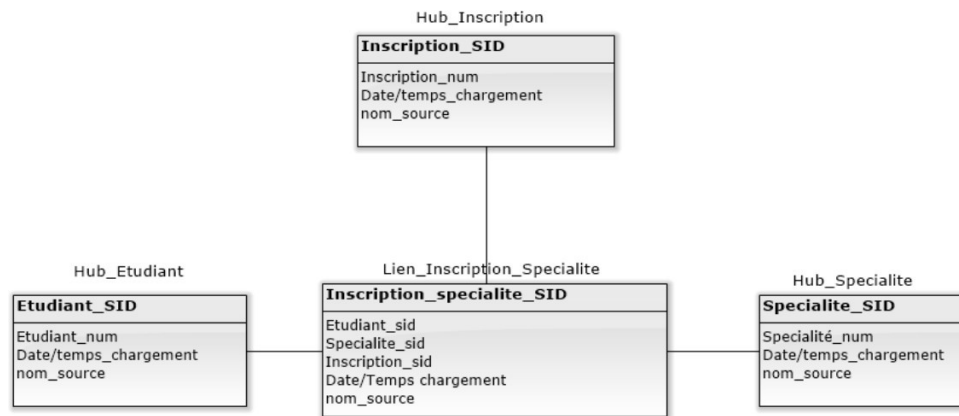 Hub_Inscription
Inscription_SID
Inscription_num
Date/temps_chargement
nom_source
Hub_Etudiant
Etudiant_SID
Etudiant_num
Date/temps_chargement
nom_source
Lien_Inscription_Specialite
Inscription_specialite_SID
Etudiant_sid
Specialite_sid
Inscription_sid
Date/Temps chargement
nom_source
Hub_Specialite
Specialite_SID
Specialité_num
Date/temps_chargement
nom_source